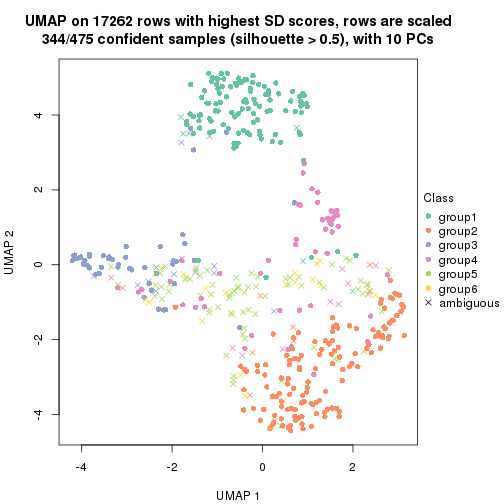 UMAP on 17262 rows with highest SD scores, rows are scaled
344/475 confident samples (silhouette > 0.5), with 10 PCs
4
2
0
-2
-4
UMAP 2
-4
-2
0
2
UMAP 1
Class
group1
group2
group3
group4
group5
group6
ambiguous